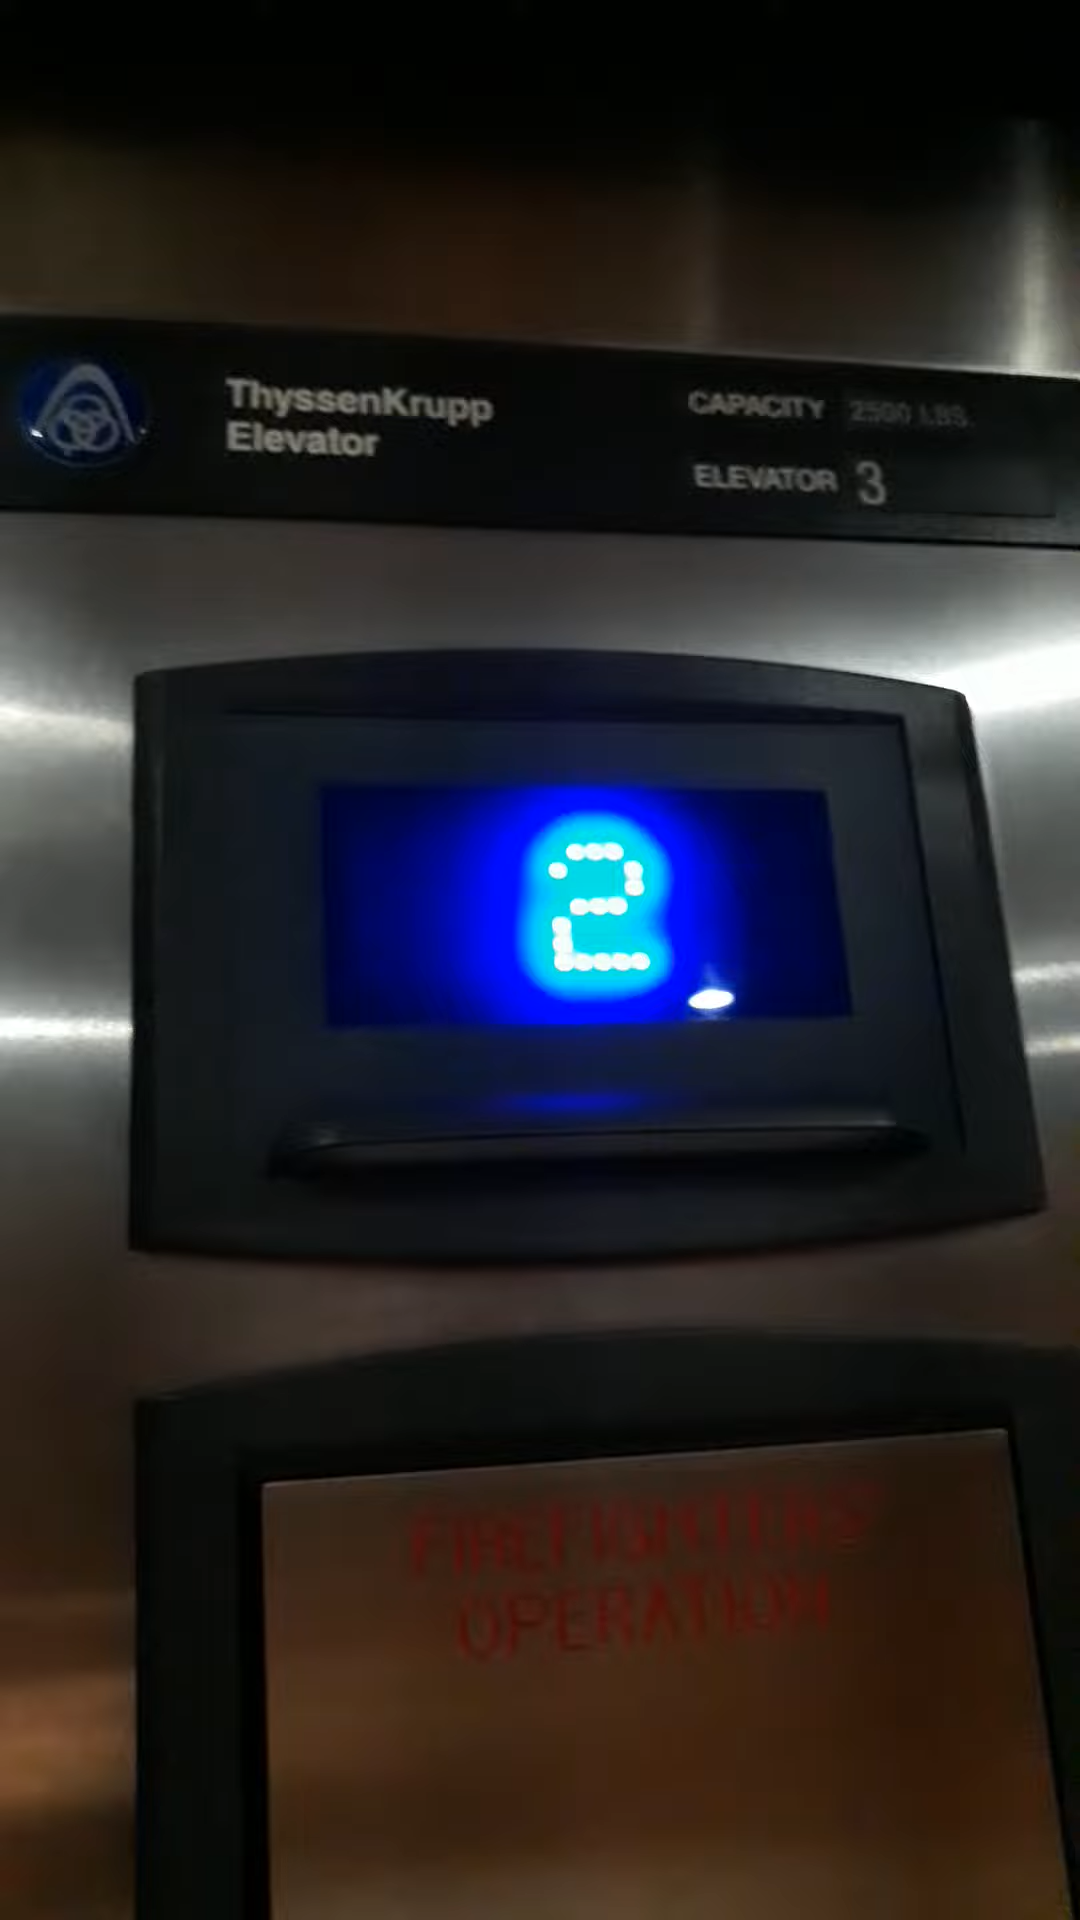 ThyssenKrupp
Elevator
CAPACITY 2500 LBS.
ELEVATOR 3
2
FIREFIGHTERS'
OPERATION